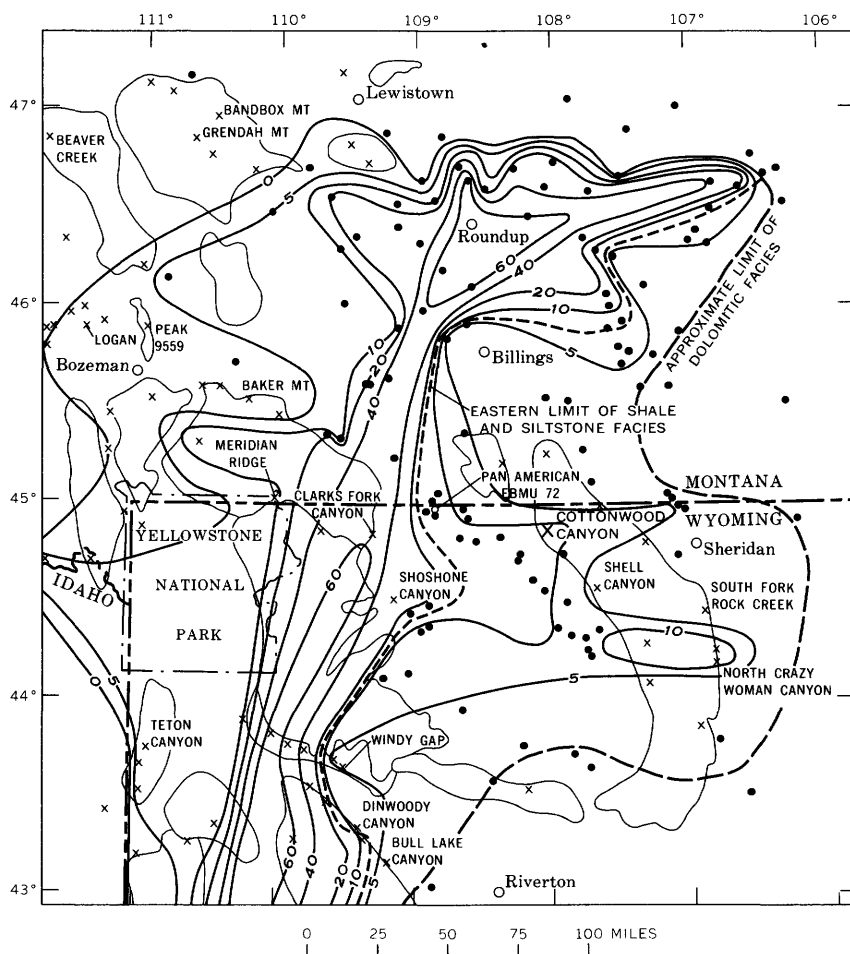 111° 110° 109° 108° 107° 106°
47°
Lewistown
BANDBOX MT
GRENDAH MT
BEAVER
CREEK
0
5
Roundup
60
40
20
10
5
46°
LOGAN
PEAK
9559
Bozeman
APPROXIMATE LIMIT OF
DOLOMITIC FACIES
Billings
10
20
40
BAKER MT
EASTERN LIMIT OF SHALE
AND SILTSTONE FACIES
MERIDIAN
RIDGE
PAN AMERICAN
EBMU 72
MONTANA
45°
CLARKS FORK
CANYON
WYOMING
YELLOWSTONE
COTTONWOOD
CANYON
Sheridan
IDAHO
NATIONAL
60
SHOSHONE
CANYON
SHELL
CANYON
SOUTH FORK
ROCK CREEK
PARK
10
44°
0
5
5
NORTH CRAZY
WOMAN CANYON
TETON
CANYON
WINDY GAP
DINWOODY
CANYON
BULL LAKE
CANYON
60
40
20
10
5
43°
Riverton
0 25 50 75 100 MILES